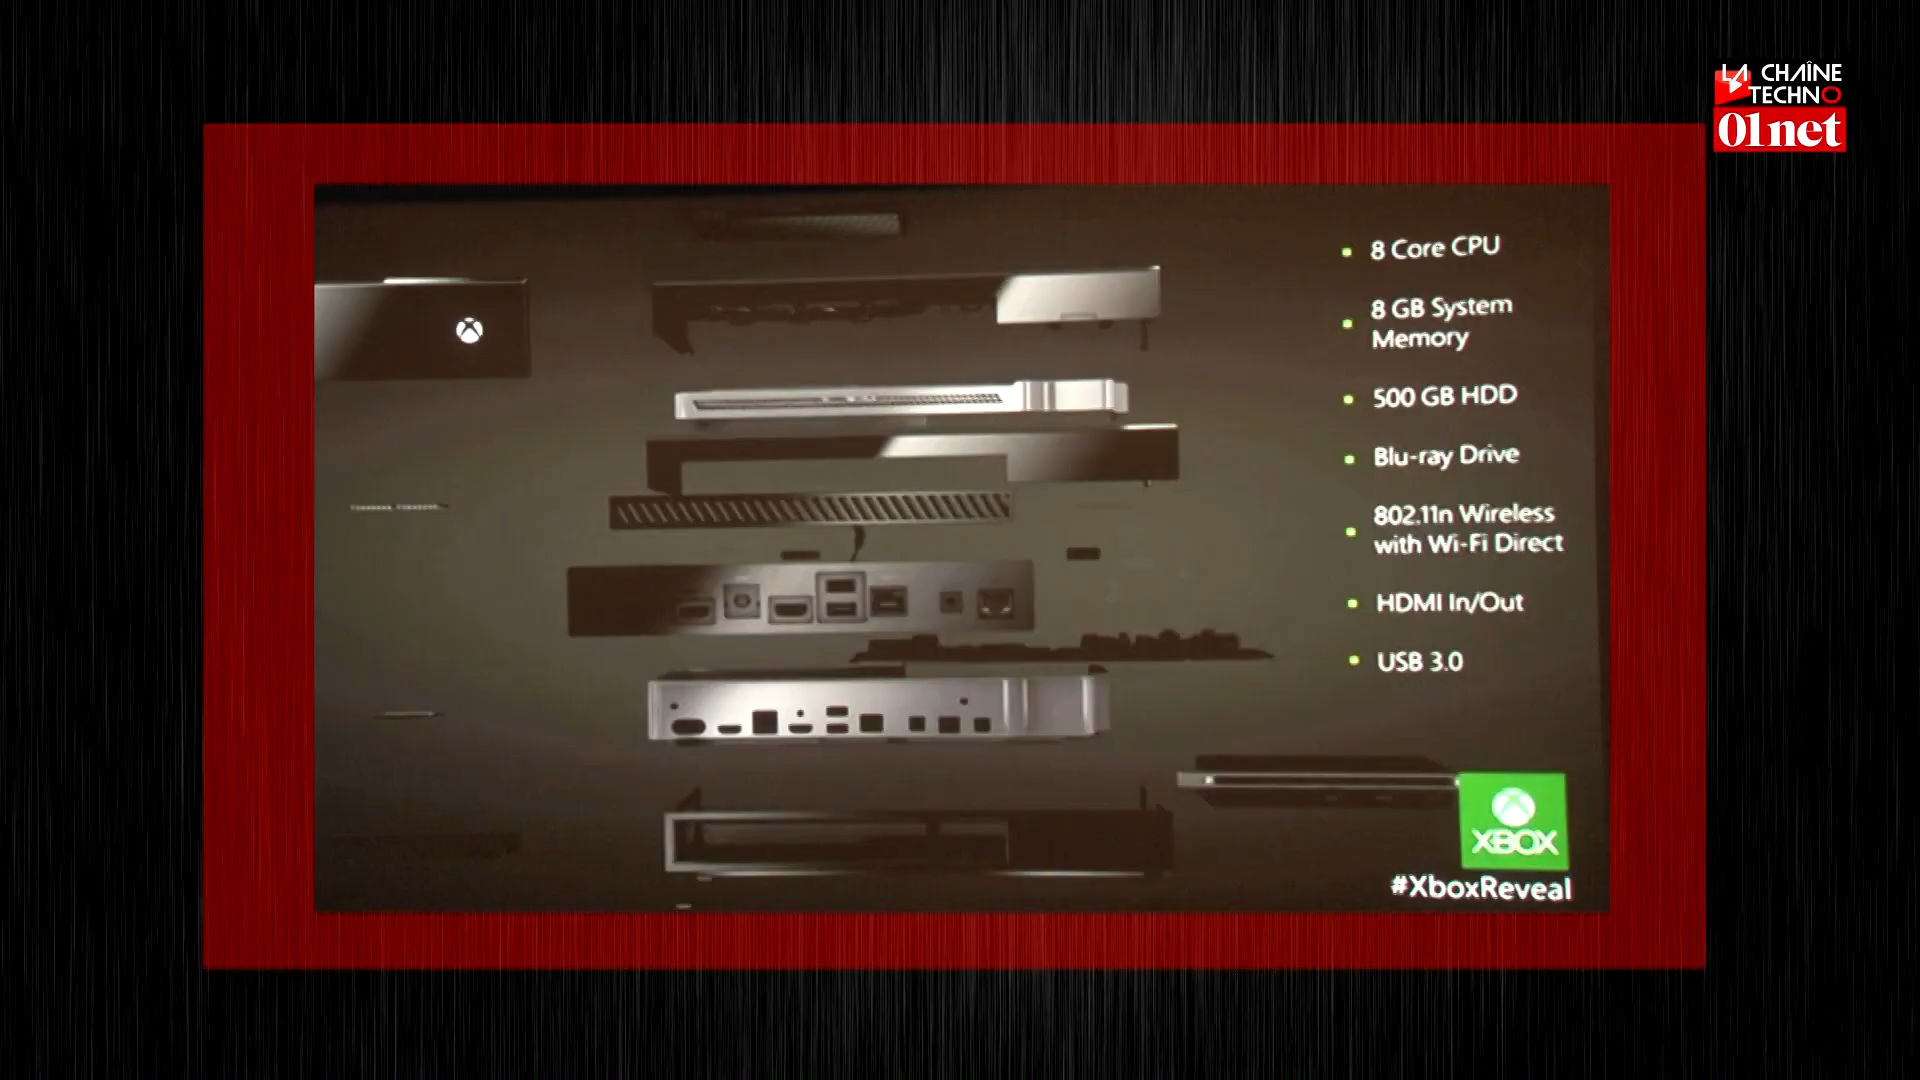 LA CHAÎNE
TECHNO
01net
8 Core CPU
8 GB System
Memory
500 GB HDD
Blu-ray Drive
802.11n Wireless
with Wi-Fi Direct
HDMI In/Out
USB 3.0
XBOX
#XboxReveal